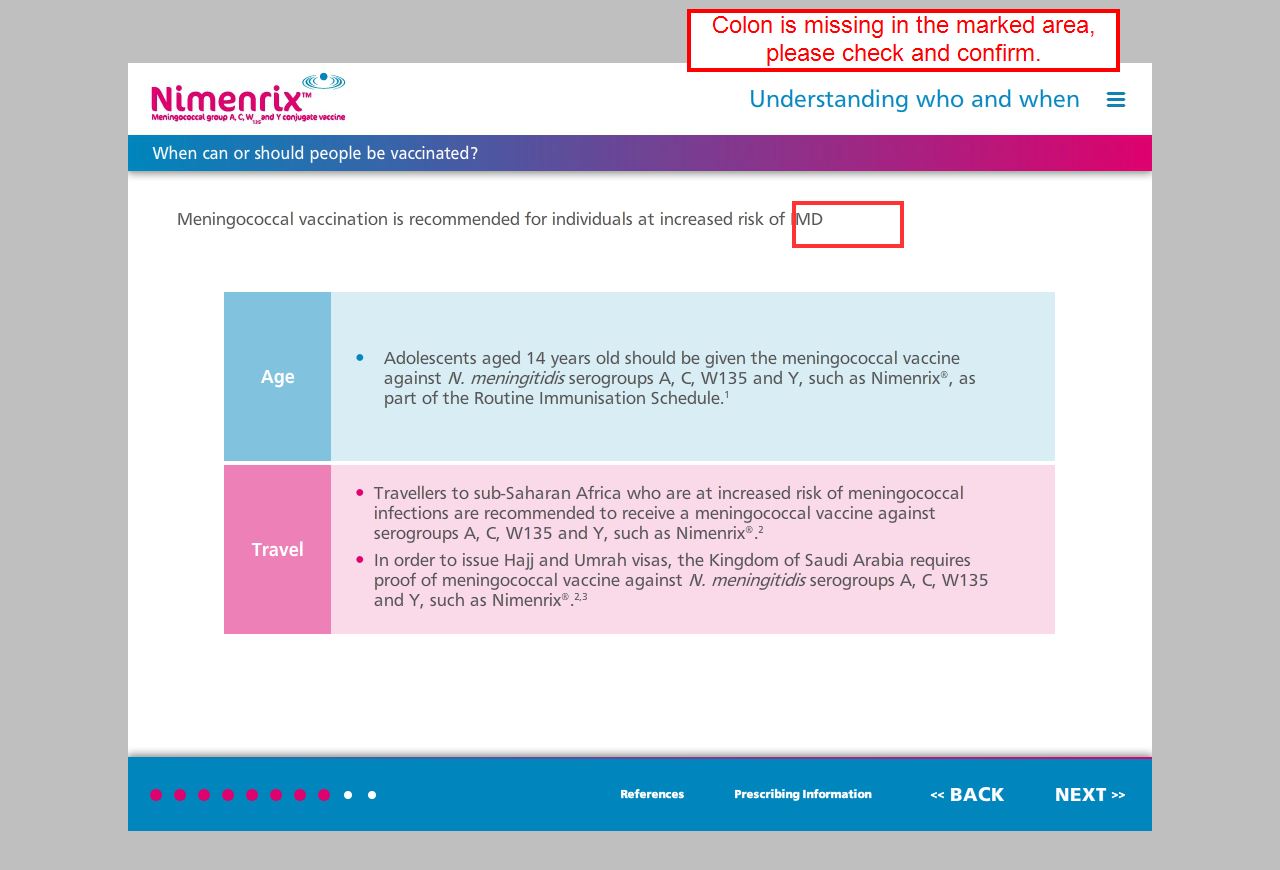 Colon is missing in the marked area,
please check and confirm.
Nimenrix™
Meningococcal group A, C, W135 and Y conjugate vaccine
Understanding who and when
When can or should people be vaccinated?
Meningococcal vaccination is recommended for individuals at increased risk of IMD
Age
• Adolescents aged 14 years old should be given the meningococcal vaccine
against N. meningitidis serogroups A, C, W135 and Y, such as Nimenrix®, as
part of the Routine Immunisation Schedule.1
Travel
• Travellers to sub-Saharan Africa who are at increased risk of meningococcal
infections are recommended to receive a meningococcal vaccine against
serogroups A, C, W135 and Y, such as Nimenrix®.2
• In order to issue Hajj and Umrah visas, the Kingdom of Saudi Arabia requires
proof of meningococcal vaccine against N. meningitidis serogroups A, C, W135
and Y, such as Nimenrix®.2,3
References
Prescribing Information
<< BACK
NEXT >>